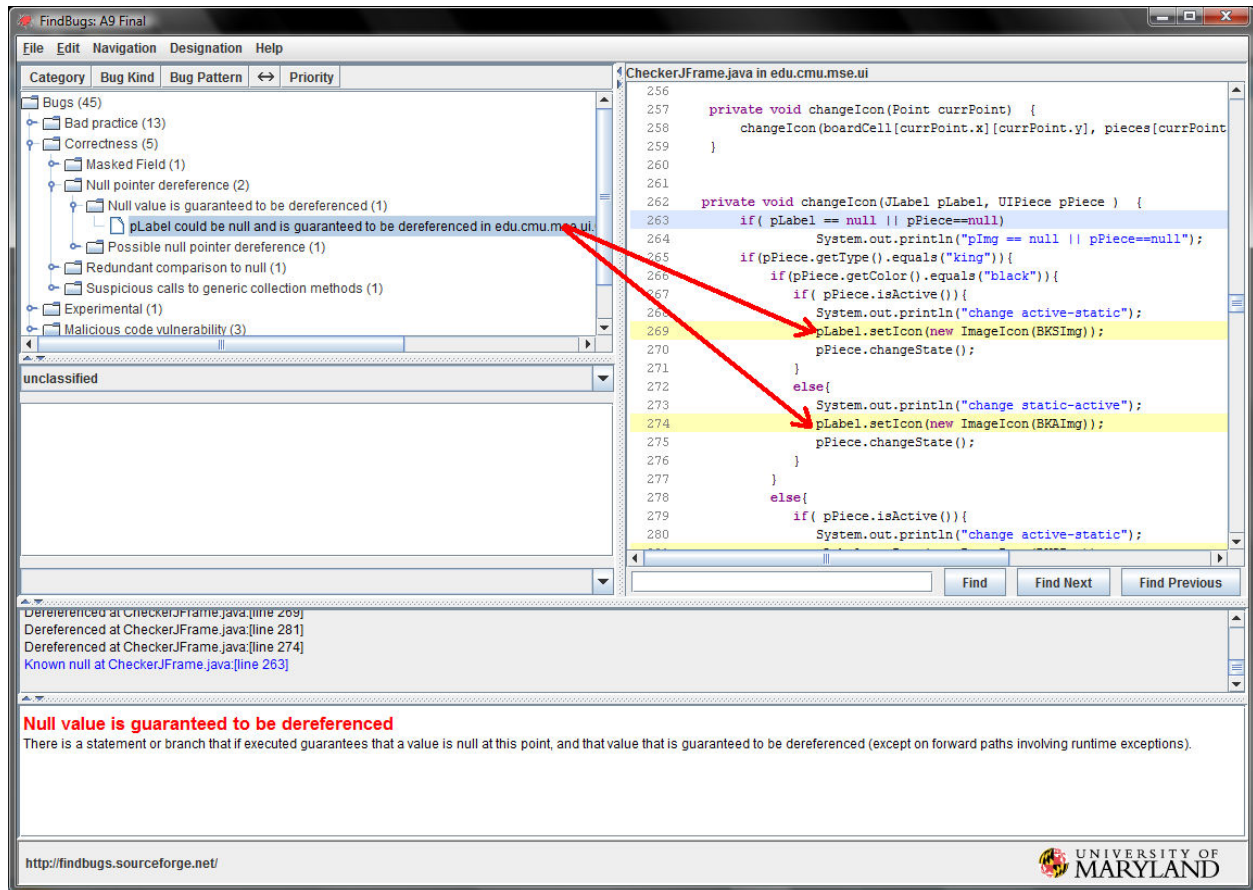 FindBugs: A9 Final
File Edit Navigation Designation Help
Category Bug Kind Bug Pattern ↔ Priority
Bugs (45)
Bad practice (13)
Correctness (5)
Masked Field (1)
Null pointer dereference (2)
Null value is guaranteed to be dereferenced (1)
pLabel could be null and is guaranteed to be dereferenced in edu.cmu.mse.ui.
Possible null pointer dereference (1)
Redundant comparison to null (1)
Suspicious calls to generic collection methods (1)
Experimental (1)
Malicious code vulnerability (3)
unclassified
CheckerJFrame.java in edu.cmu.mse.ui
256
257 private void changeIcon(Point currPoint) {
258 changeIcon(boardCell[currPoint.x][currPoint.y], pieces[currPoint
259 }
260
261
262 private void changeIcon(JLabel pLabel, UIPiece pPiece ) {
263 if( pLabel == null || pPiece==null)
264 System.out.println("pImg == null || pPiece==null");
265 if(pPiece.getType().equals("king")){
266 if(pPiece.getColor().equals("black")){
267 if( pPiece.isActive()){
268 System.out.println("change active-static");
269 pLabel.setIcon(new ImageIcon(BKSImg));
270 pPiece.changeState();
271 }
272 else{
273 System.out.println("change static-active");
274 pLabel.setIcon(new ImageIcon(BKAImg));
275 pPiece.changeState();
276 }
277 }
278 else{
279 if( pPiece.isActive()){
280 System.out.println("change active-static");
Find Find Next Find Previous
Dereferenced at CheckerJFrame.java:[line 269]
Dereferenced at CheckerJFrame.java:[line 281]
Dereferenced at CheckerJFrame.java:[line 274]
Known null at CheckerJFrame.java:[line 263]
Null value is guaranteed to be dereferenced
There is a statement or branch that if executed guarantees that a value is null at this point, and that value that is guaranteed to be dereferenced (except on forward paths involving runtime exceptions).
http://findbugs.sourceforge.net/
UNIVERSITY OF
MARYLAND